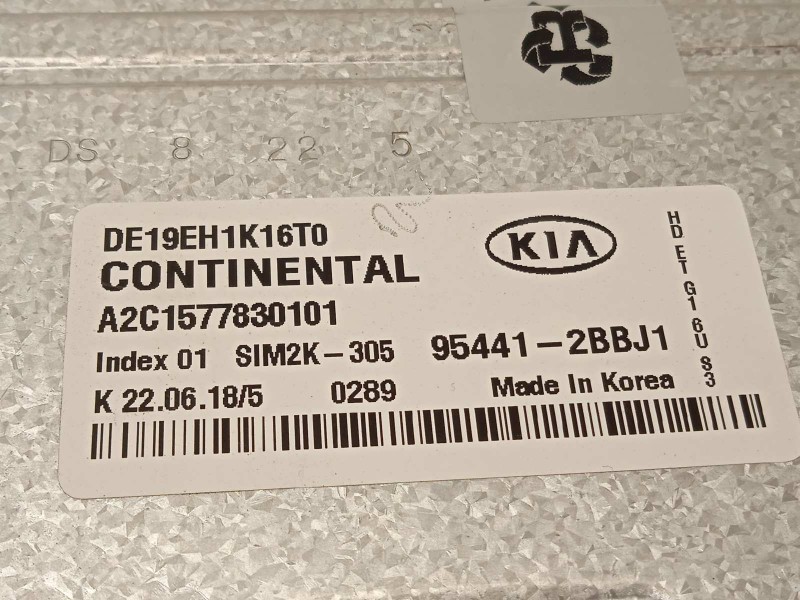 DS 8 22 5
DE19EH1K16T0
CONTINENTAL
KIA
A2C1577830101
Index 01 SIM2K-305 95441-2BBJ1
K 22.06.18/5 0289 Made In Korea
HD ET G1 6U S3